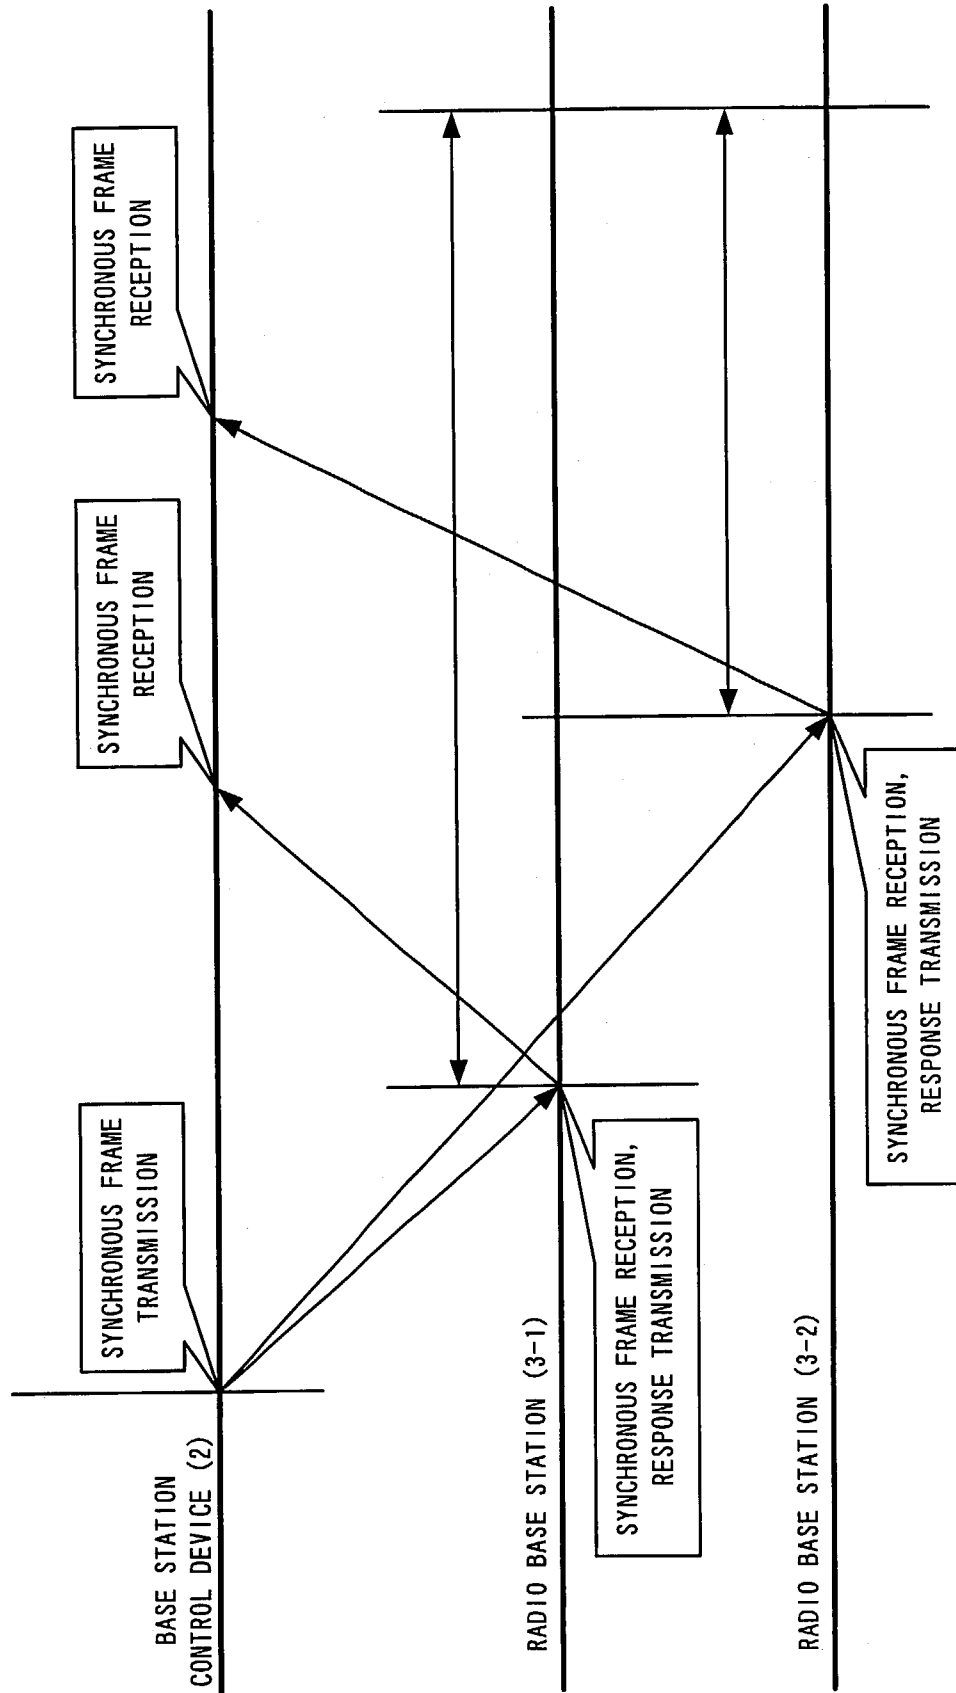 BASE STATION
CONTROL DEVICE (2)
SYNCHRONOUS FRAME
TRANSMISSION
SYNCHRONOUS FRAME
RECEPTION
SYNCHRONOUS FRAME
RECEPTION
RADIO BASE STATION (3-1)
SYNCHRONOUS FRAME RECEPTION,
RESPONSE TRANSMISSION
RADIO BASE STATION (3-2)
SYNCHRONOUS FRAME RECEPTION,
RESPONSE TRANSMISSION